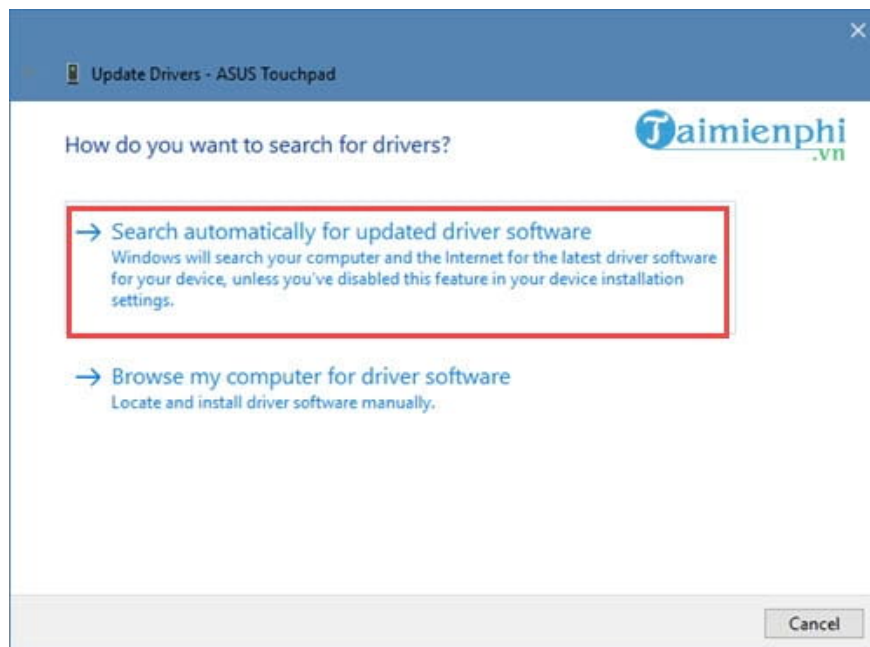 Update Drivers - ASUS Touchpad
Taimienphi
.vn
How do you want to search for drivers?
Search automatically for updated driver software
Windows will search your computer and the Internet for the latest driver software
for your device, unless you've disabled this feature in your device installation
settings.
Browse my computer for driver software
Locate and install driver software manually.
Cancel